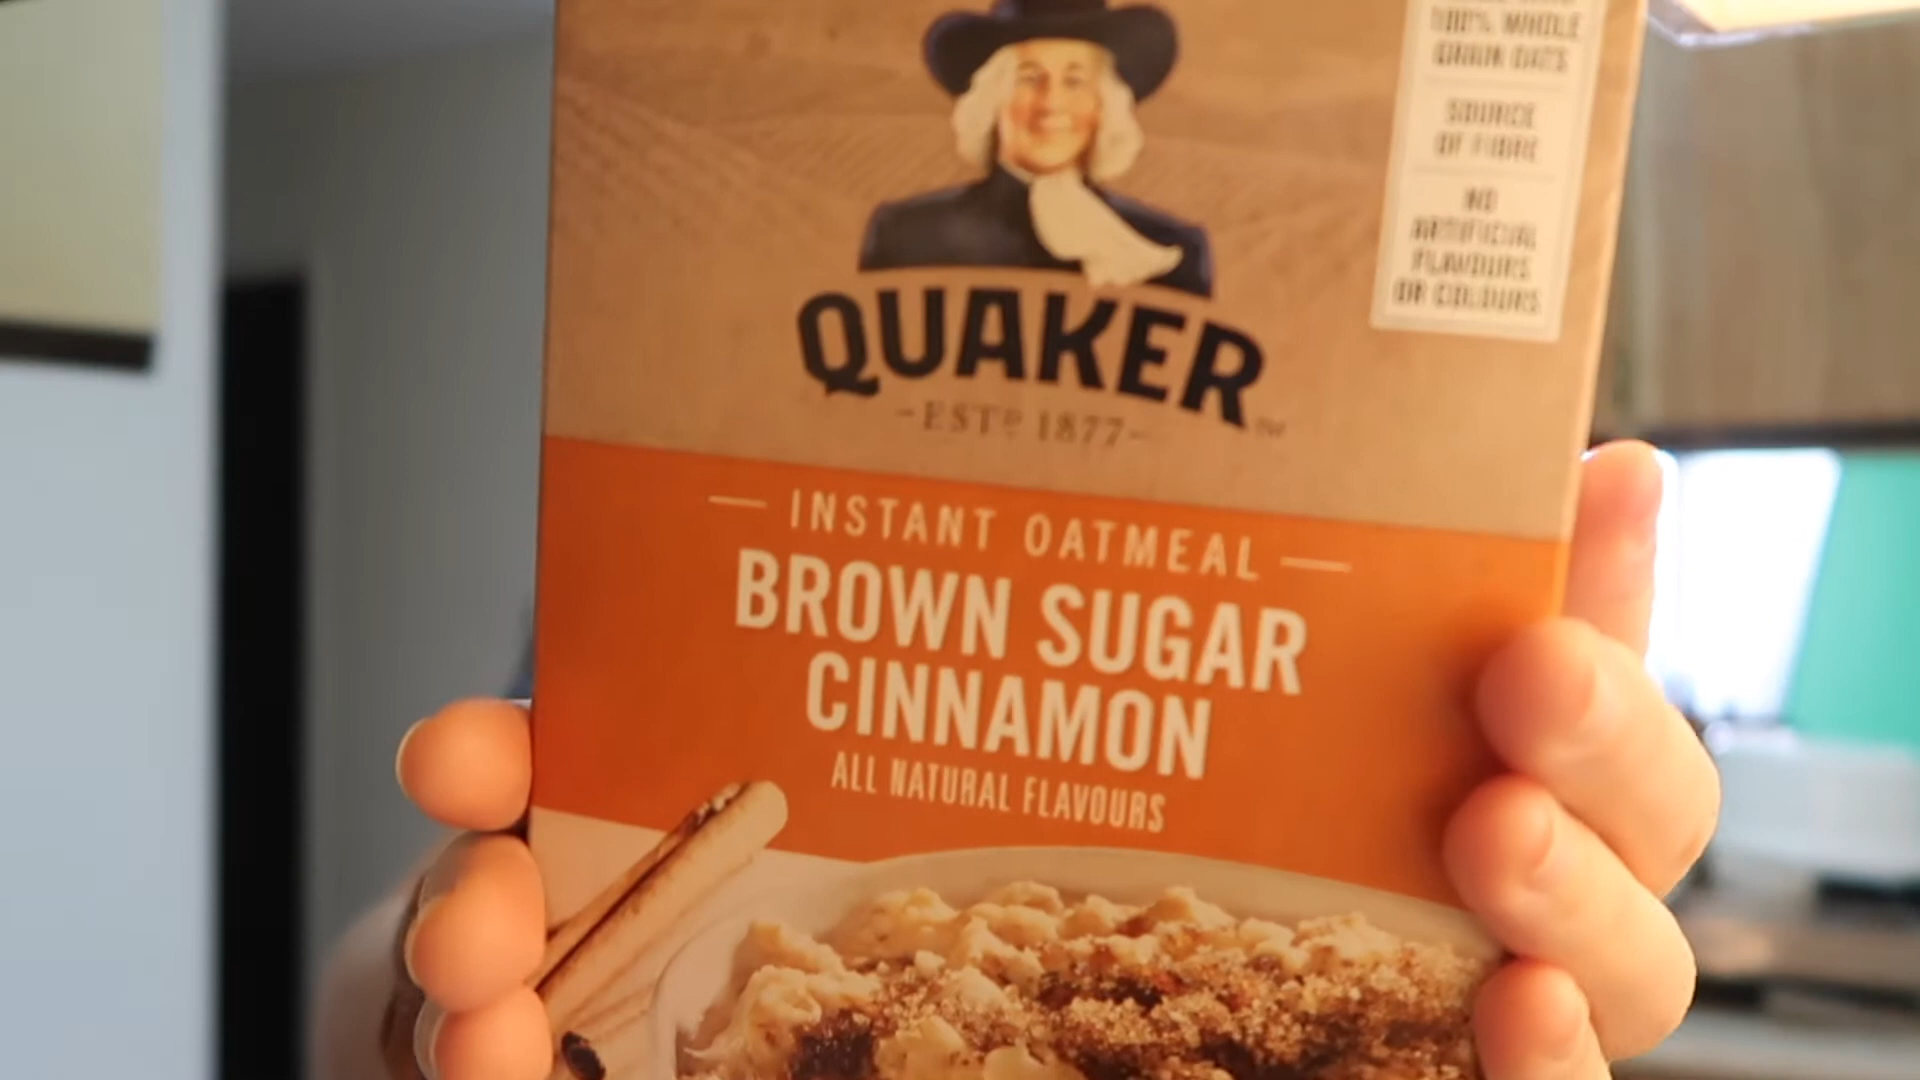 100% WHOLE
GRAIN OATS
SOURCE
OF FIBRE
NO
ARTIFICIAL
FLAVOURS
OR COLOURS
QUAKER™
-ESTD 1877-
INSTANT OATMEAL
BROWN SUGAR
CINNAMON
ALL NATURAL FLAVOURS